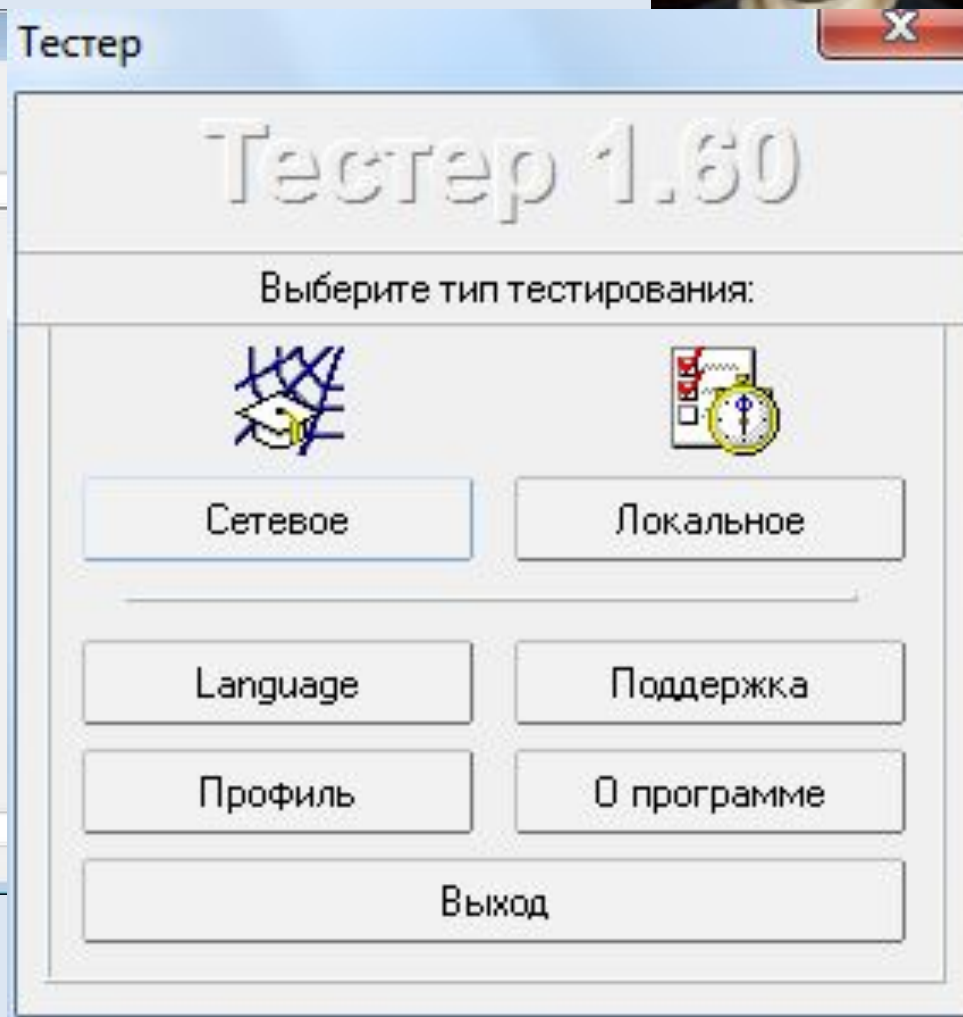 Тестер
Тестер 1.60
Выберите тип тестирования:
Сетевое Локальное
Language Поддержка
Профиль О программе
Выход